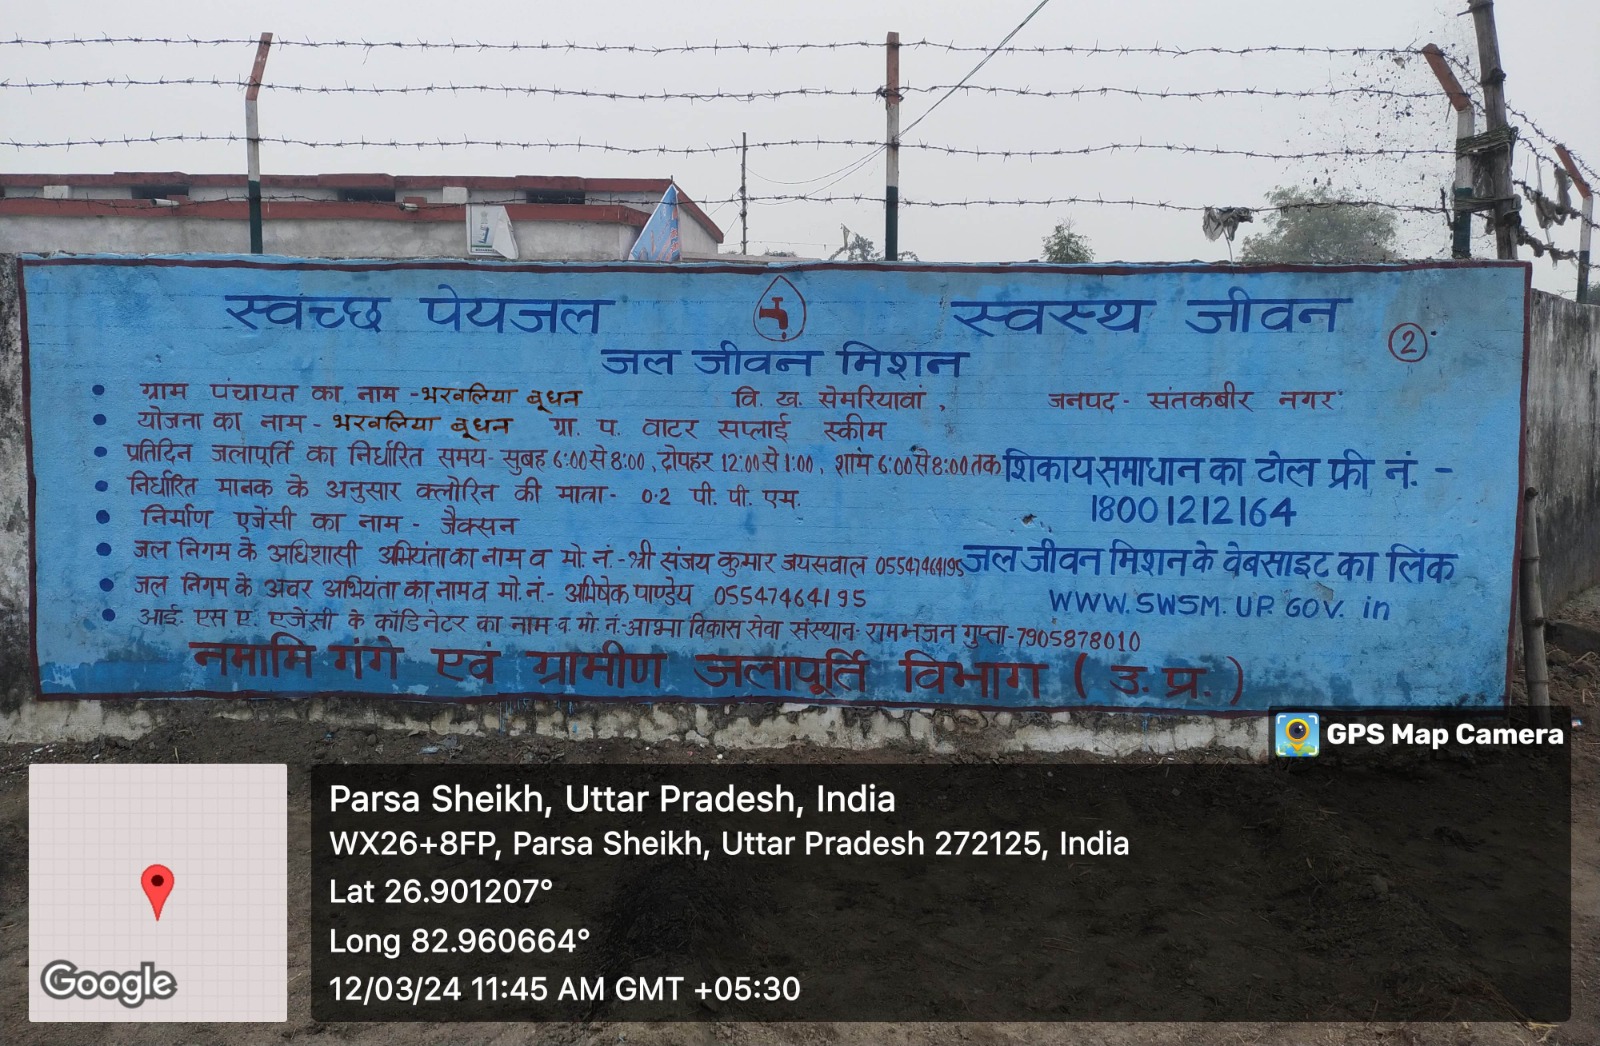 स्वच्छ पेयजल स्वस्थ जीवन
2
जल जीवन मिशन
ग्राम पंचायत का नाम - भरवलिया बूधन वि. ख. सेमरियावां , जनपद - संतकबीर नगर
योजना का नाम - भरवलिया बूधन ग्रा. प. वाटर सप्लाई स्कीम
प्रतिदिन जलापूर्ति का निर्धारित समय - सुबह 6:00 से 8:00 , दोपहर 12:00 से 1:00 , शाम 6:00 से 8:00 तक
निर्धारित मानक के अनुसार क्लोरिन की मात्रा - 0.2 पी. पी. एम.
निर्माण एजेंसी का नाम - जैक्सन
जल निगम के अधिशासी अभियंता का नाम व मो. नं. - श्री संजय कुमार जयसवाल 05547464195
जल निगम के अवर अभियंता का नाम व मो. नं. - अभिषेक पाण्डेय 05547464195
आई. एस ए. एजेंसी के कॉडिनेटर का नाम व मो. नं. - आभा विकास सेवा संस्थान - रामभजन गुप्ता - 7905878010
शिकाय समाधान का टोल फ्री नं. -
18001212164
जल जीवन मिशन के वेबसाइट का लिंक
WWW.SWSM.UP.GOV.in
नमामि गंगे एवं ग्रामीण जलापूर्ति विभाग ( उ. प्र. )
GPS Map Camera
Parsa Sheikh, Uttar Pradesh, India
WX26+8FP, Parsa Sheikh, Uttar Pradesh 272125, India
Lat 26.901207°
Long 82.960664°
12/03/24 11:45 AM GMT +05:30
Google